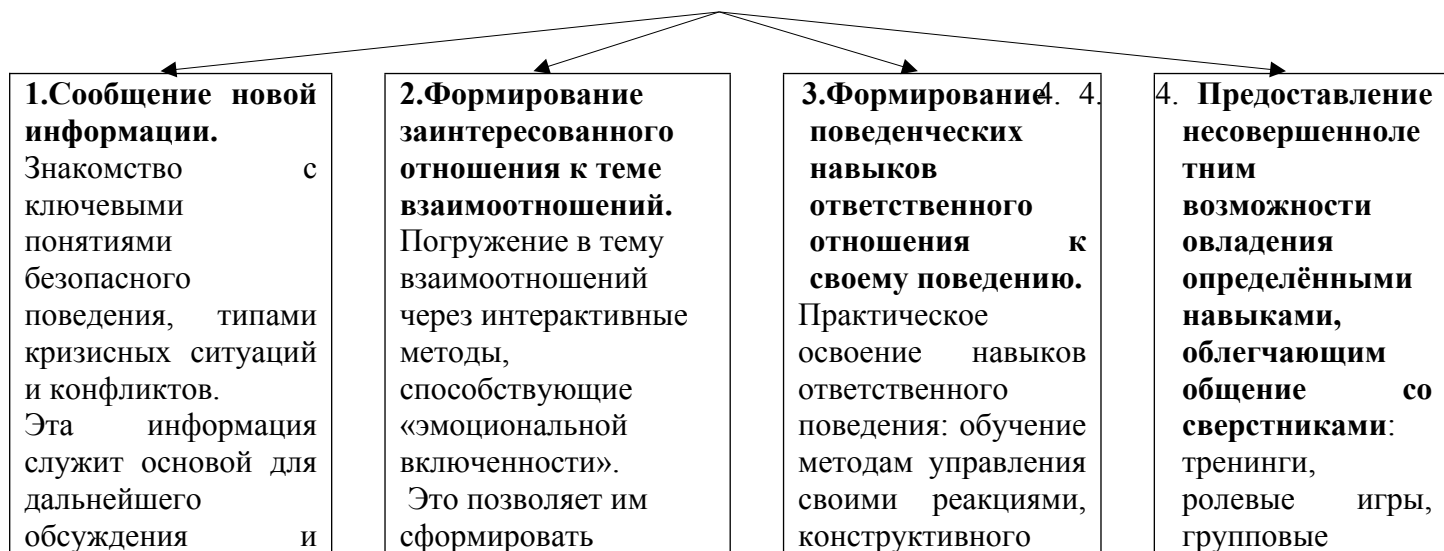 1.Сообщение новой
информации.
Знакомство с
ключевыми
понятиями
безопасного
поведения, типами
кризисных ситуаций
и конфликтов.
Эта информация
служит основой для
дальнейшего
обсуждения и
2.Формирование
заинтересованного
отношения к теме
взаимоотношений.
Погружение в тему
взаимоотношений
через интерактивные
методы,
способствующие
«эмоциональной
включенности».
Это позволяет им
сформировать
3.Формирование4. 4.
поведенческих
навыков
ответственного
отношения к
своему поведению.
Практическое
освоение навыков
ответственного
поведения: обучение
методам управления
своими реакциями,
конструктивного
4. Предоставление
несовершенноле
тним
возможности
овладения
определёнными
навыками,
облегчающим
общение со
сверстниками:
тренинги,
ролевые игры,
групповые